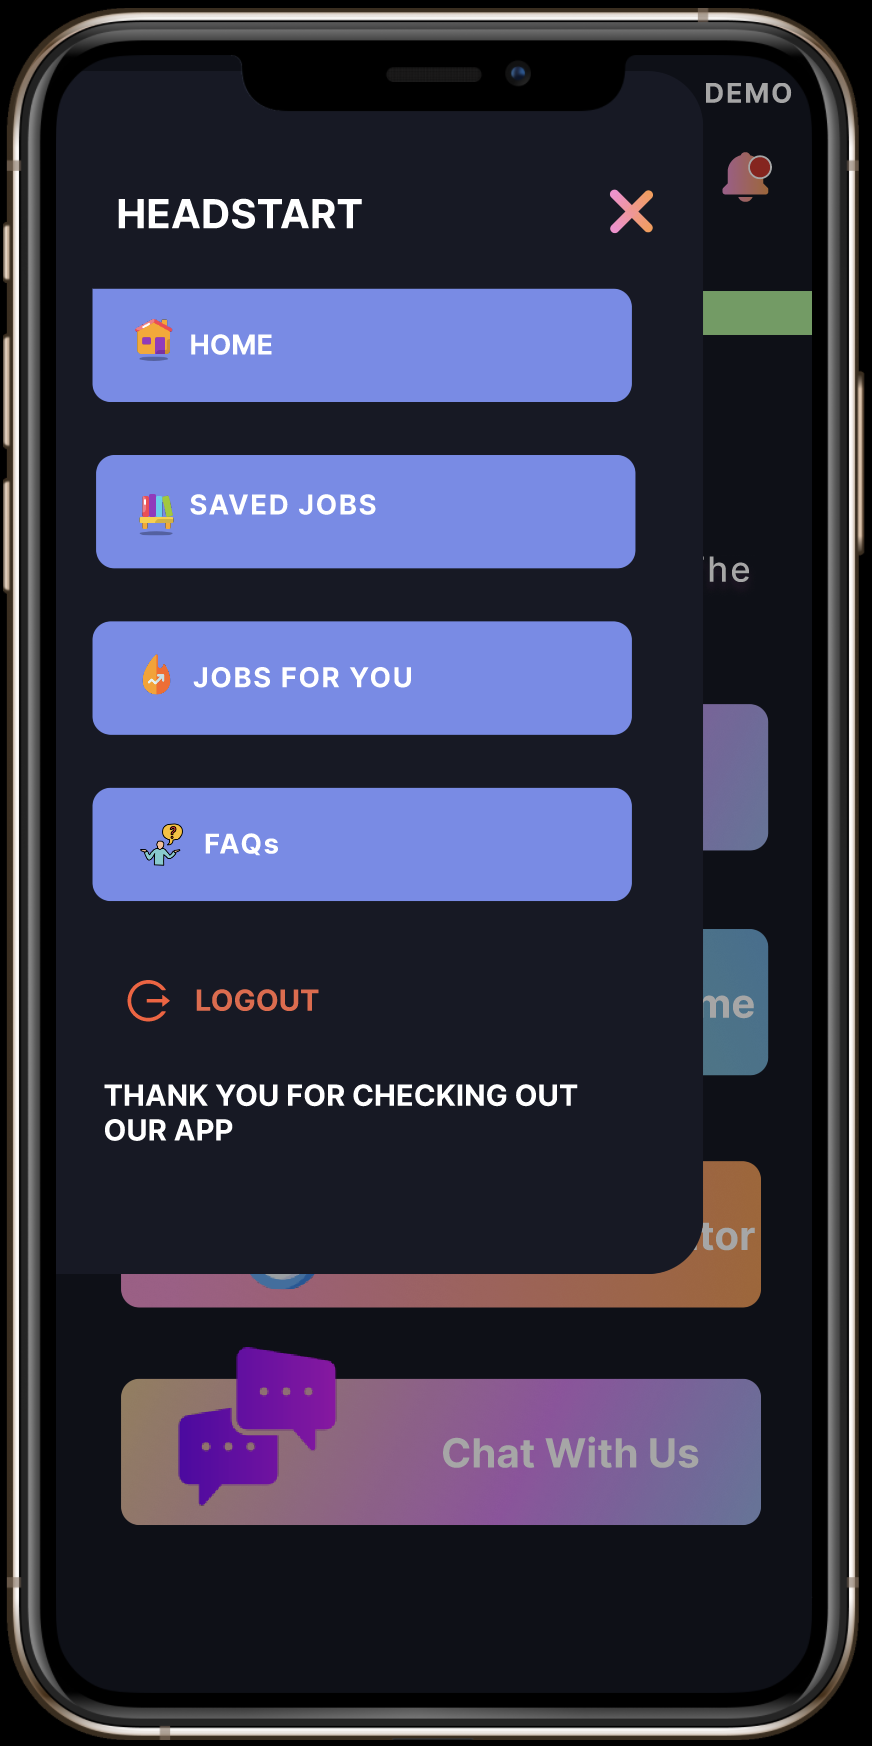 DEMO
HEADSTART
HOME
SAVED JOBS
he
JOBS FOR YOU
FAQs
me
LOGOUT
THANK YOU FOR CHECKING OUT
OUR APP
tor
Chat With Us